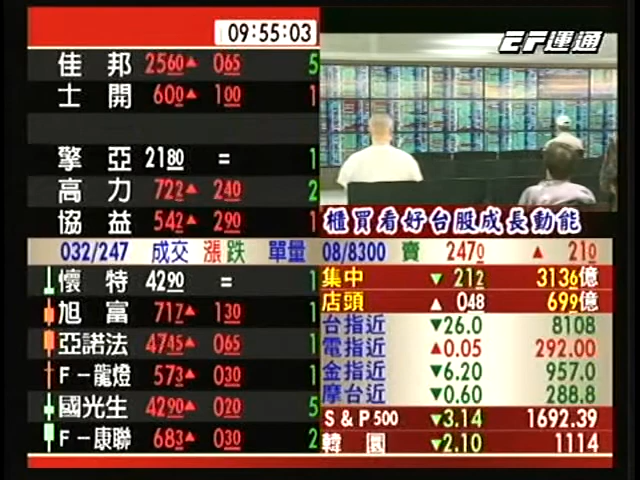 09:55:03
EF運通
佳邦 2560▲ 065 5
士開 600▲ 100 1
擎亞 2180 = 1
高力 722▲ 240 2
協益 542▲ 290 1
櫃買看好台股成長動能
032/247 成交 漲跌 單量
08/8300 賣 2470 ▲ 210
懷特 4290 = 1
旭富 717▲ 130 1
亞諾法 4745▲ 065 1
F－龍燈 573▲ 030 1
國光生 4290▲ 020 5
F－康聯 683▲ 030 2
集中 ▼ 212 3136億
店頭 ▲ 048 699億
台指近 ▼26.0 8108
電指近 ▲0.05 292.00
金指近 ▼6.20 957.0
摩台近 ▼0.60 288.8
S&P500 ▼3.14 1692.39
韓圜 ▼2.10 1114